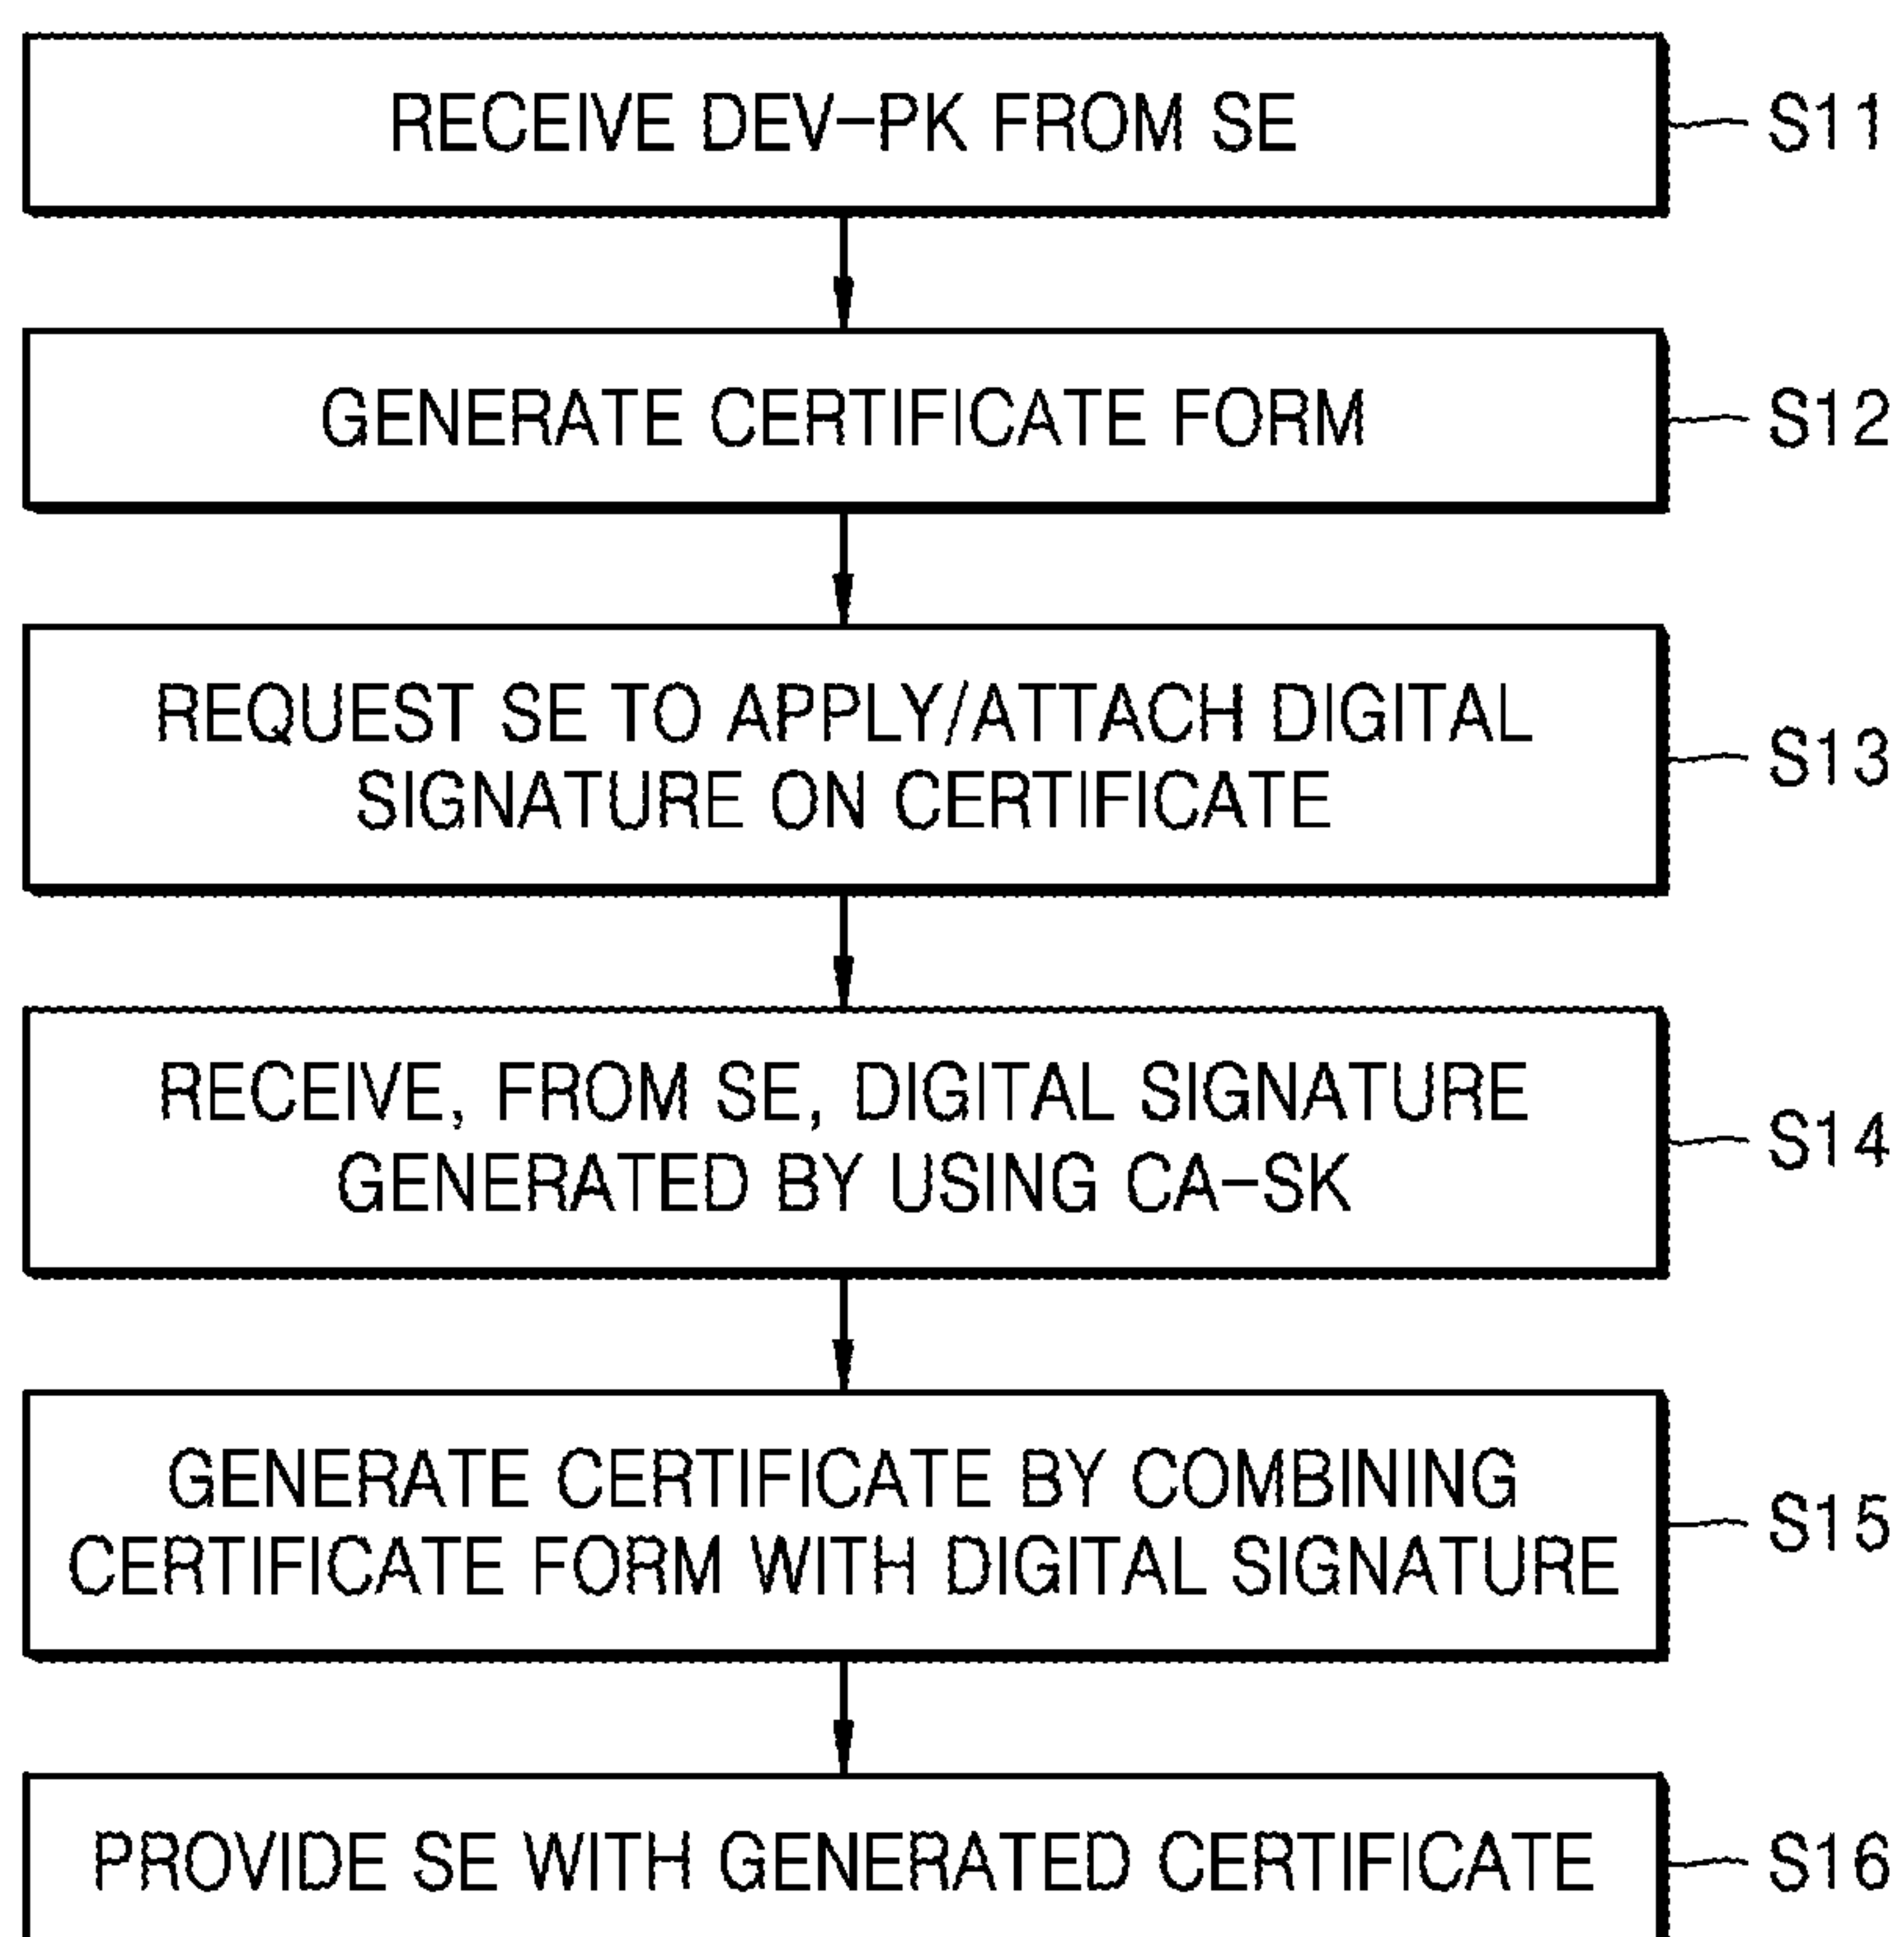 RECEIVE DEV-PK FROM SE
S11
GENERATE CERTIFICATE FORM
S12
REQUEST SE TO APPLY/ATTACH DIGITAL
SIGNATURE ON CERTIFICATE
S13
RECEIVE, FROM SE, DIGITAL SIGNATURE
GENERATED BY USING CA-SK
S14
GENERATE CERTIFICATE BY COMBINING
CERTIFICATE FORM WITH DIGITAL SIGNATURE
S15
PROVIDE SE WITH GENERATED CERTIFICATE
S16